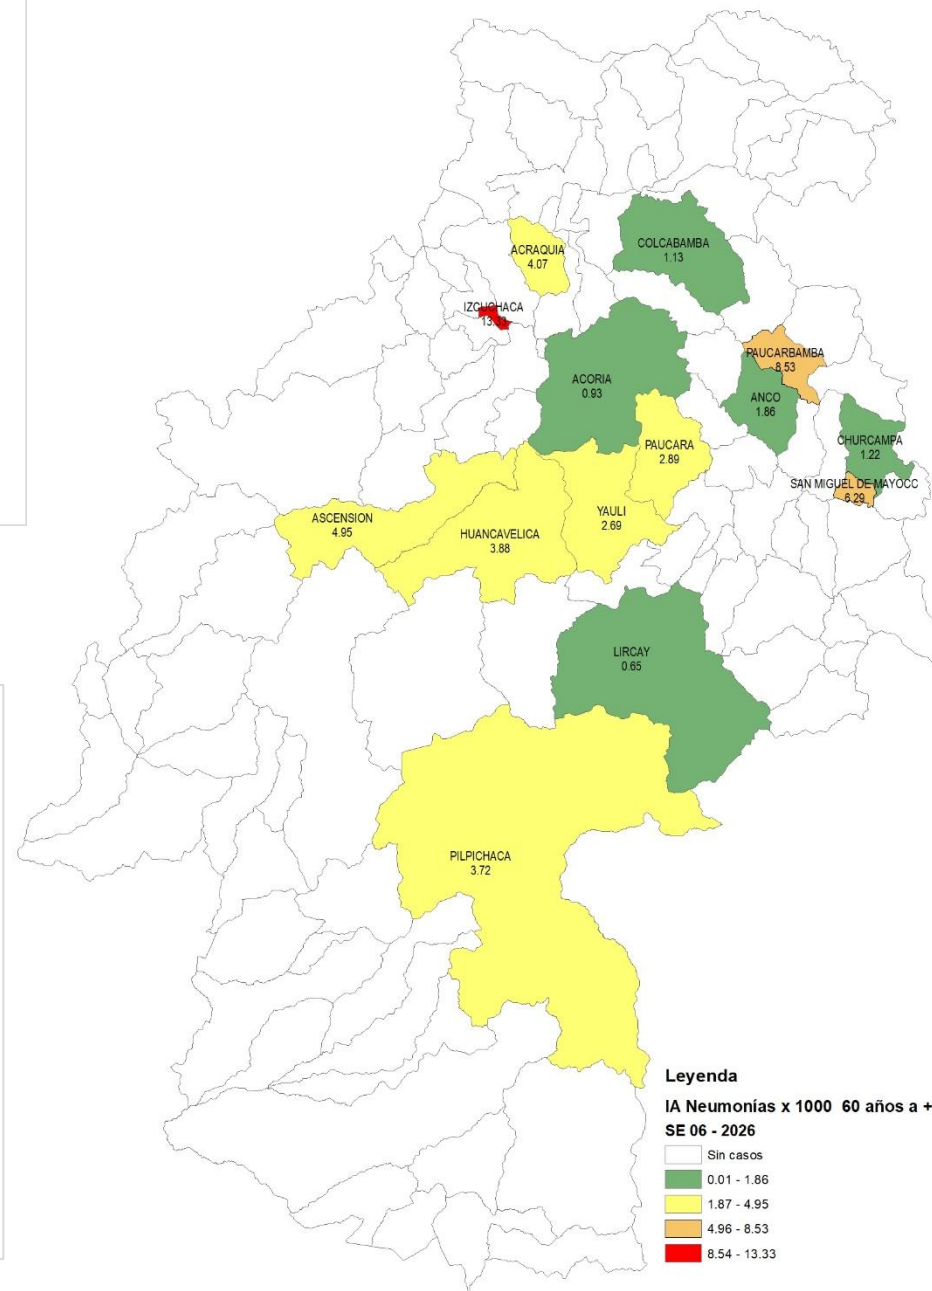 COLCABAMBA
1.13
ACRAQUIA
4.07
IZCUCHACA
13.33
PAUCARBAMBA
8.53
ACORIA
0.93
ANCO
1.86
CHURCAMPA
1.22
PAUCARA
2.89
SAN MIGUEL DE MAYOCC
6.29
ASCENSION
4.95
YAULI
2.69
HUANCAVELICA
3.88
LIRCAY
0.65
PILPICHACA
3.72
Leyenda
IA Neumonías x 1000 60 años a +
SE 06 - 2026
Sin casos
0.01 - 1.86
1.87 - 4.95
4.96 - 8.53
8.54 - 13.33